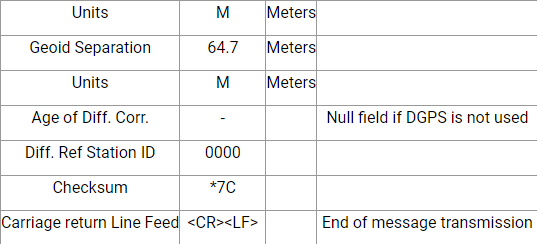 Units M Meters
Geoid Separation 64.7 Meters
Units M Meters
Age of Diff. Corr. - Null field if DGPS is not used
Diff. Ref Station ID 0000
Checksum *7C
Carriage return Line Feed <CR><LF> End of message transmission